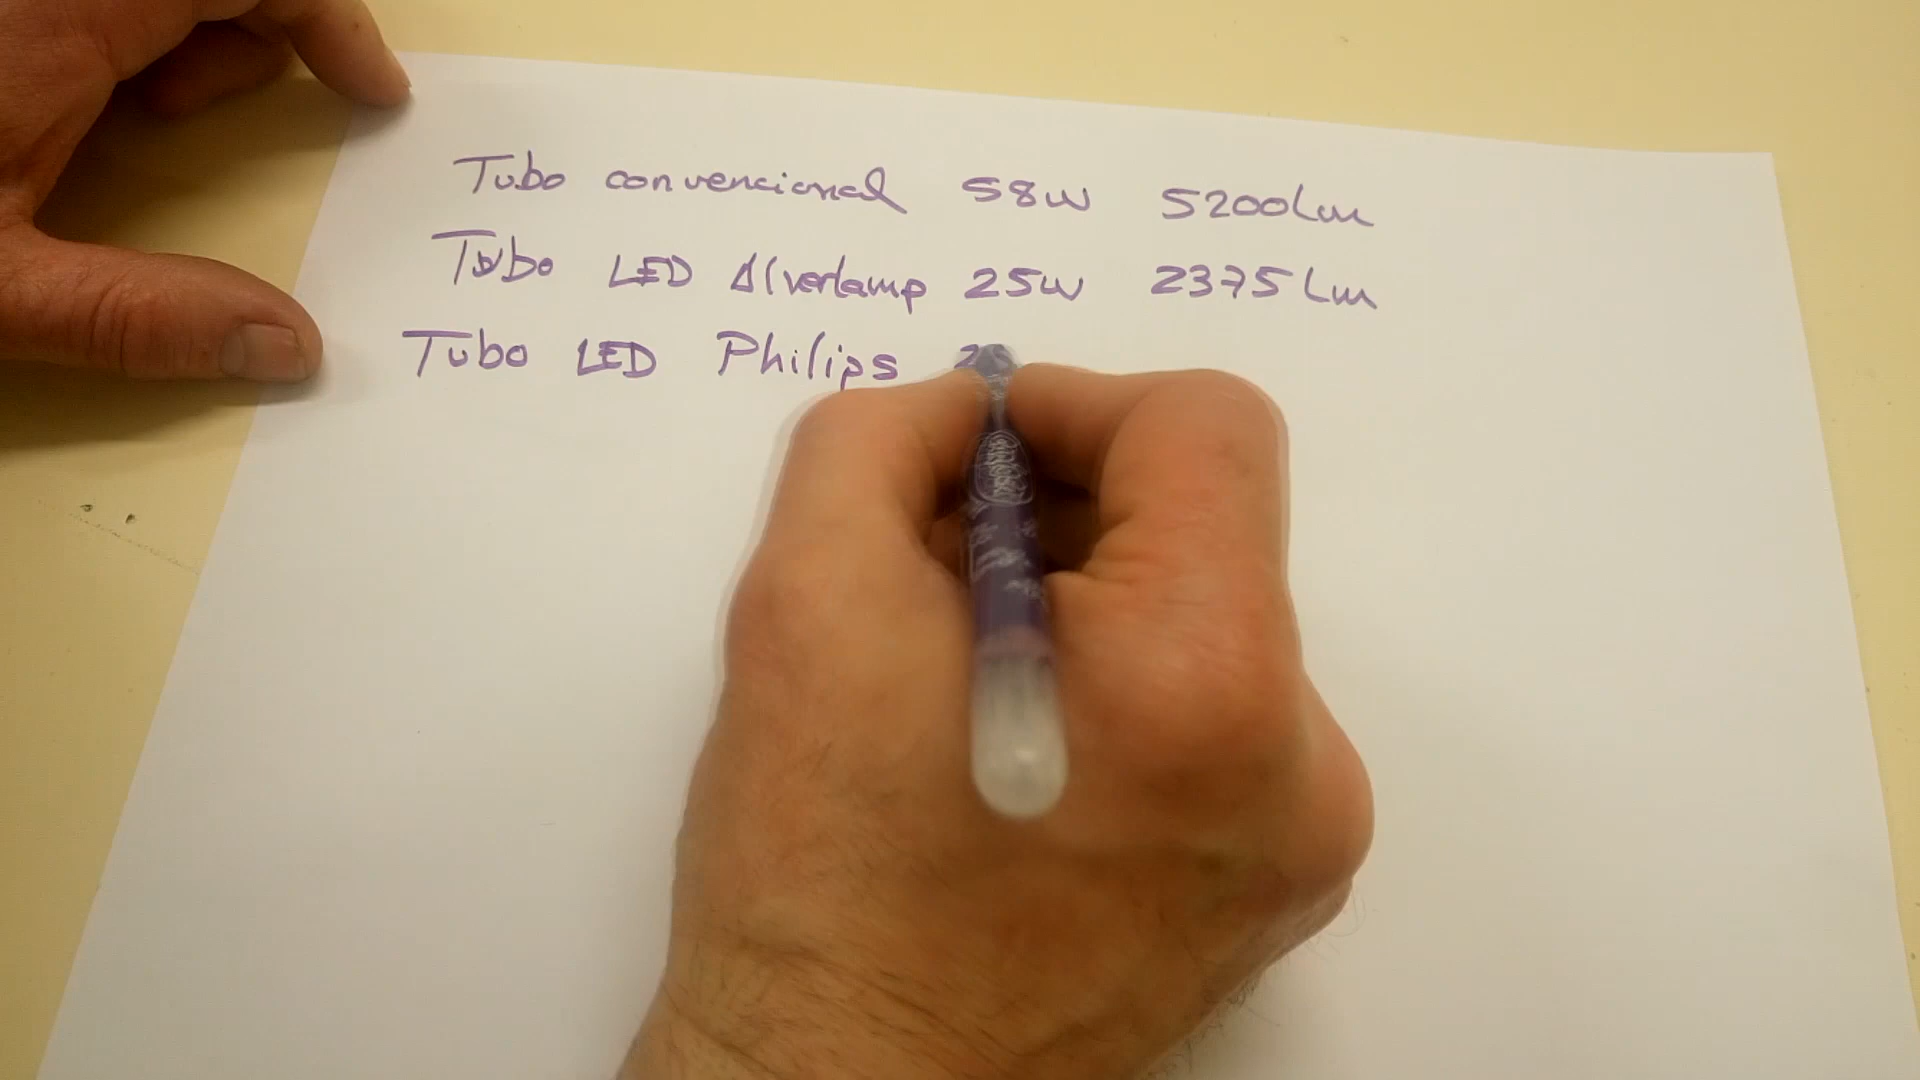 Tubo convencional 58w 5200Lm
Tubo LED Alverlamp 25w 2375Lm
Tubo LED Philips